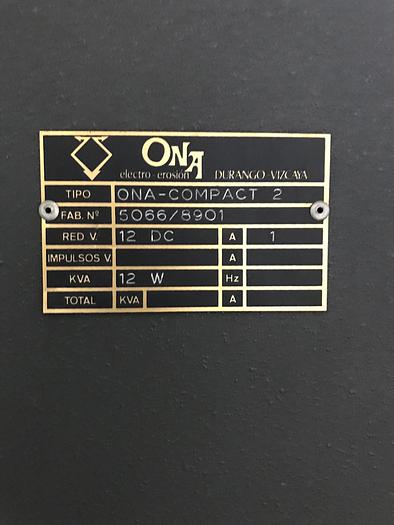 ONA
electro-erosión DURANGO-VIZCAYA
TIPO ONA-COMPACT 2
FAB. Nº 5066/8901
RED V. 12 DC A 1
IMPULSOS V. A
KVA 12 W Hz
TOTAL KVA A